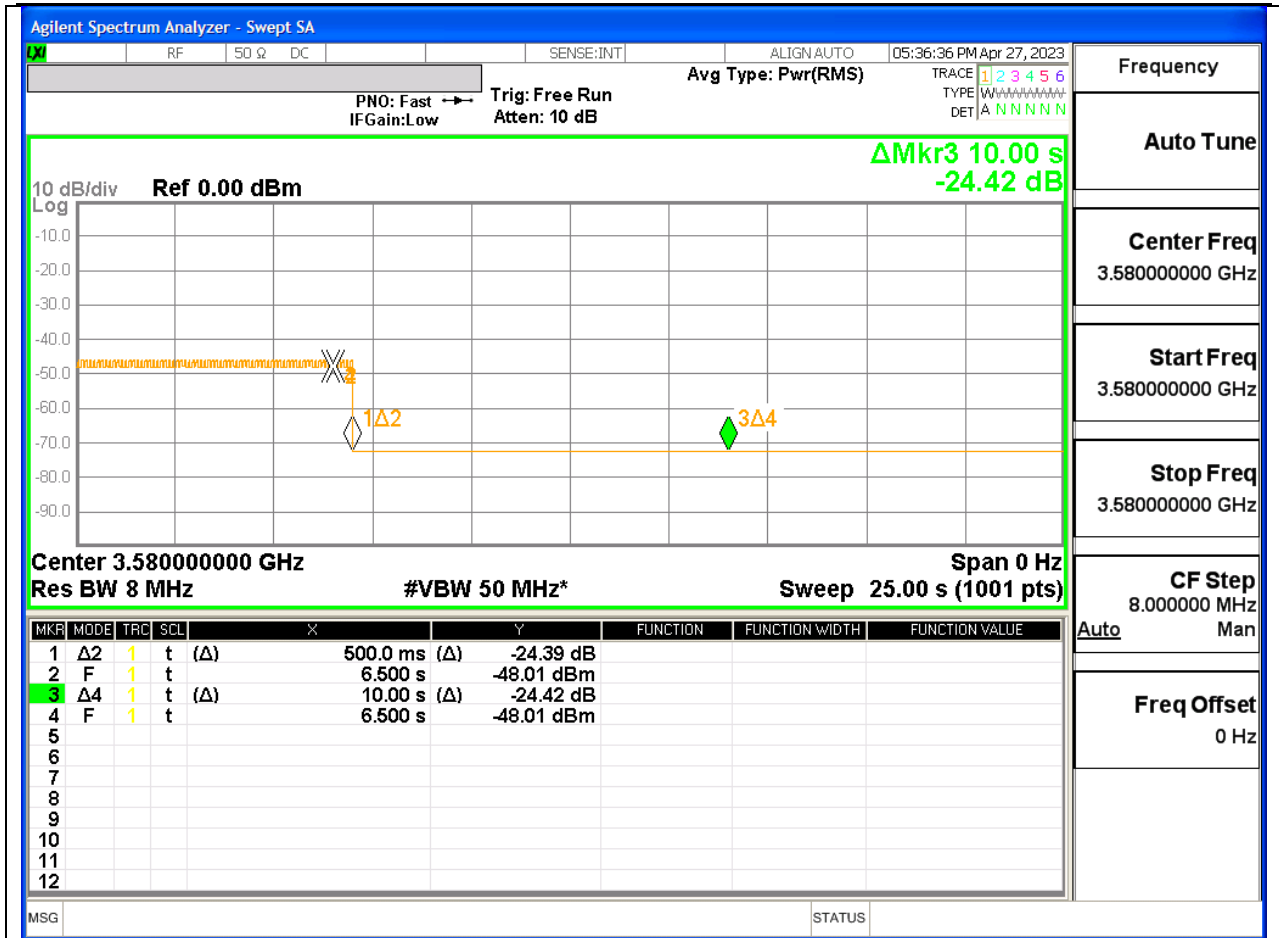 Agilent Spectrum Analyzer - Swept SA
LXI RF 50 Ω DC SENSE:INT ALIGN AUTO 05:36:36 PM Apr 27, 2023
PNO: Fast
IFGain:Low
Trig: Free Run
Atten: 10 dB
Avg Type: Pwr(RMS)
TRACE 1 2 3 4 5 6
TYPE W
DET A N N N N N
ΔMkr3 10.00 s
-24.42 dB
10 dB/div Ref 0.00 dBm
Log
-10.0
-20.0
-30.0
-40.0
-50.0
-60.0
-70.0
-80.0
-90.0
1Δ2
3Δ4
Center 3.580000000 GHz Span 0 Hz
Res BW 8 MHz #VBW 50 MHz* Sweep 25.00 s (1001 pts)
MKR MODE TRC SCL X Y FUNCTION FUNCTION WIDTH FUNCTION VALUE
1 Δ2 1 t (Δ) 500.0 ms (Δ) -24.39 dB
2 F 1 t 6.500 s -48.01 dBm
3 Δ4 1 t (Δ) 10.00 s (Δ) -24.42 dB
4 F 1 t 6.500 s -48.01 dBm
5
6
7
8
9
10
11
12
MSG STATUS
Frequency
Auto Tune
Center Freq
3.580000000 GHz
Start Freq
3.580000000 GHz
Stop Freq
3.580000000 GHz
CF Step
8.000000 MHz
Auto Man
Freq Offset
0 Hz